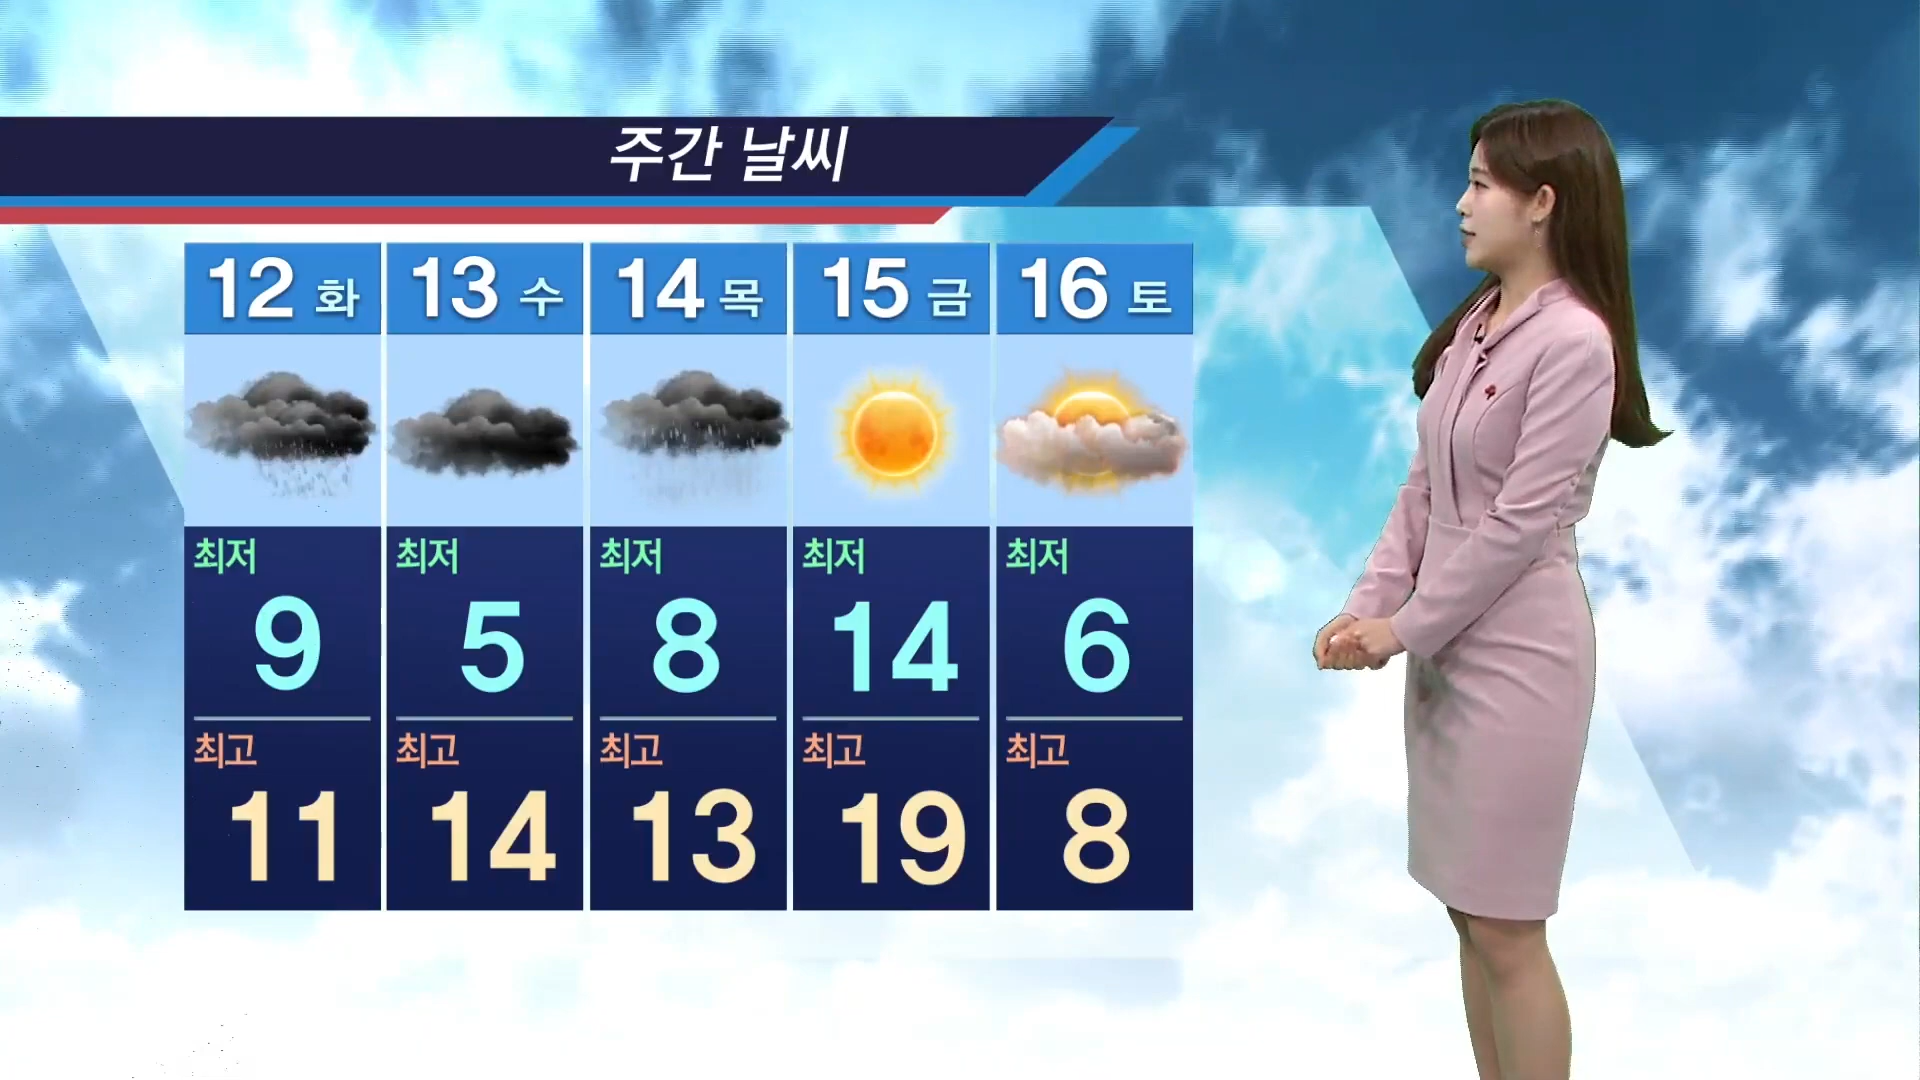 주간 날씨
12 화 13 수 14 목 15 금 16 토
최저 최저 최저 최저 최저
9 5 8 14 6
최고 최고 최고 최고 최고
11 14 13 19 8